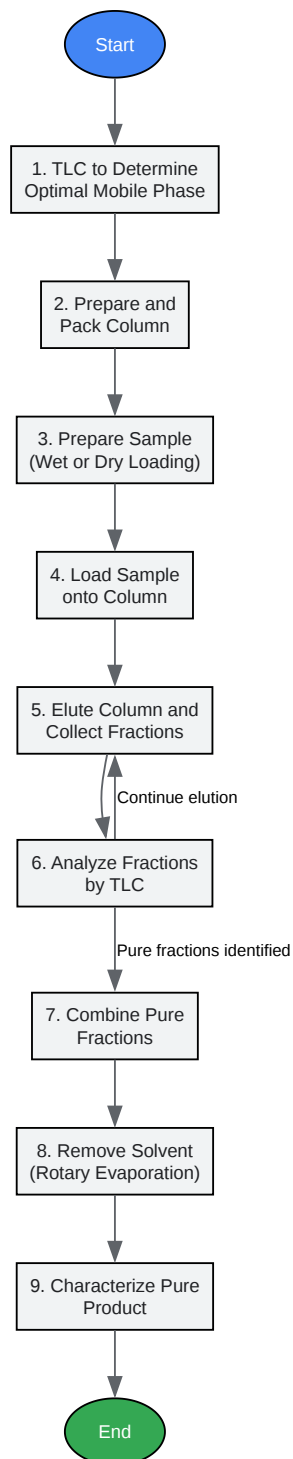 Start
1. TLC to Determine
Optimal Mobile Phase
2. Prepare and
Pack Column
3. Prepare Sample
(Wet or Dry Loading)
4. Load Sample
onto Column
5. Elute Column and
Collect Fractions
Continue elution
6. Analyze Fractions
by TLC
Pure fractions identified
7. Combine Pure
Fractions
8. Remove Solvent
(Rotary Evaporation)
9. Characterize Pure
Product
End